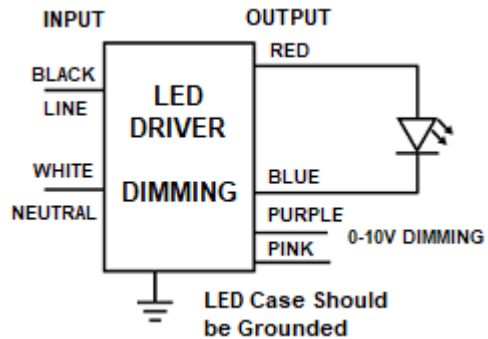 INPUT
OUTPUT
BLACK
LINE
WHITE
NEUTRAL
LED
DRIVER
DIMMING
RED
BLUE
PURPLE
PINK
0-10V DIMMING
LED Case Should
be Grounded